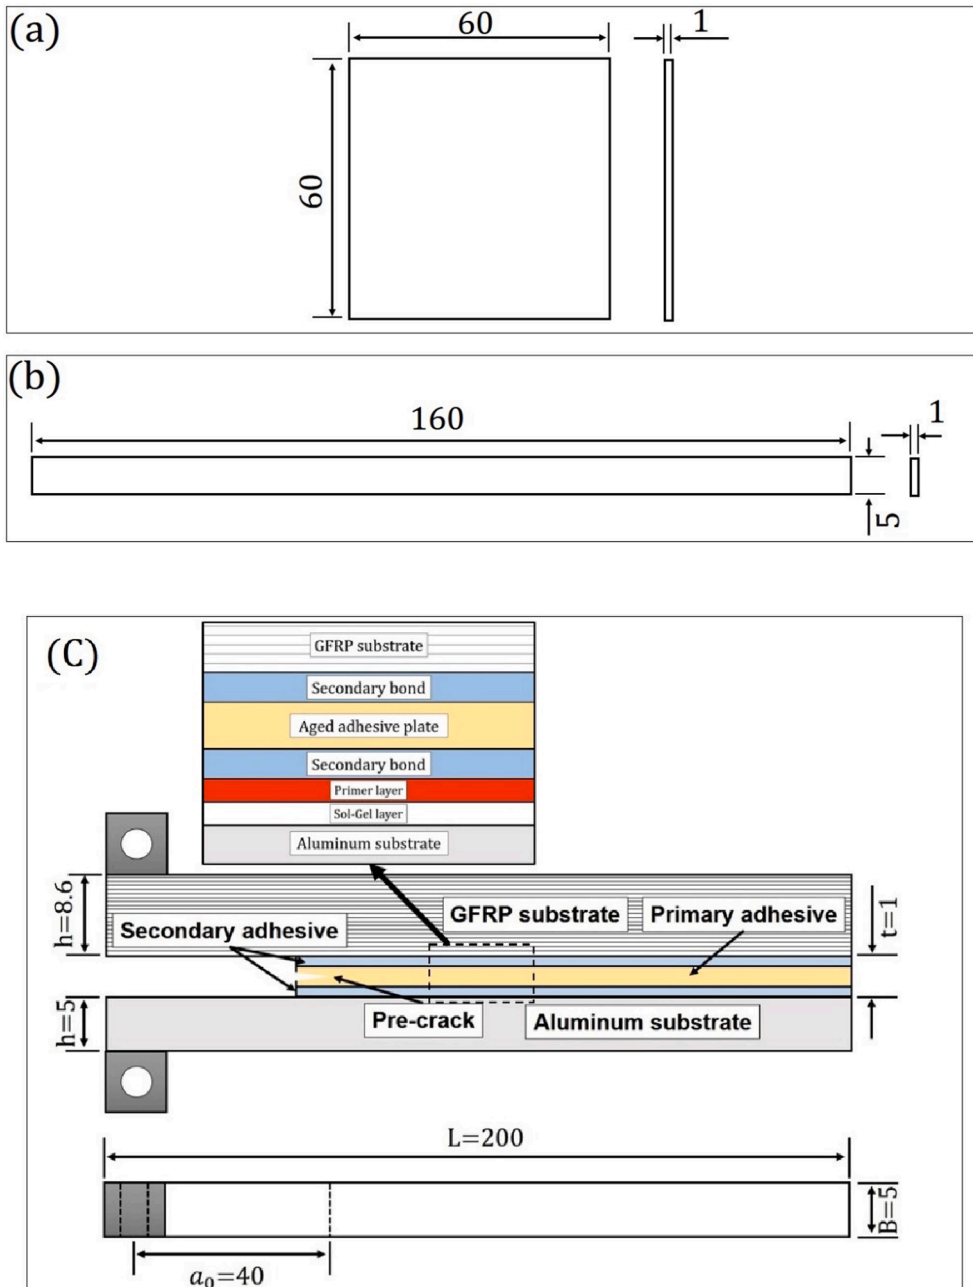 (a)
60
1
60
(b)
160
1
5
(C)
GFRP substrate
Secondary bond
Aged adhesive plate
Secondary bond
Primer layer
Sol-Gel layer
Aluminum substrate
h=8.6
Secondary adhesive
GFRP substrate
Primary adhesive
t=1
h=5
Pre-crack
Aluminum substrate
L=200
B=5
a₀=40